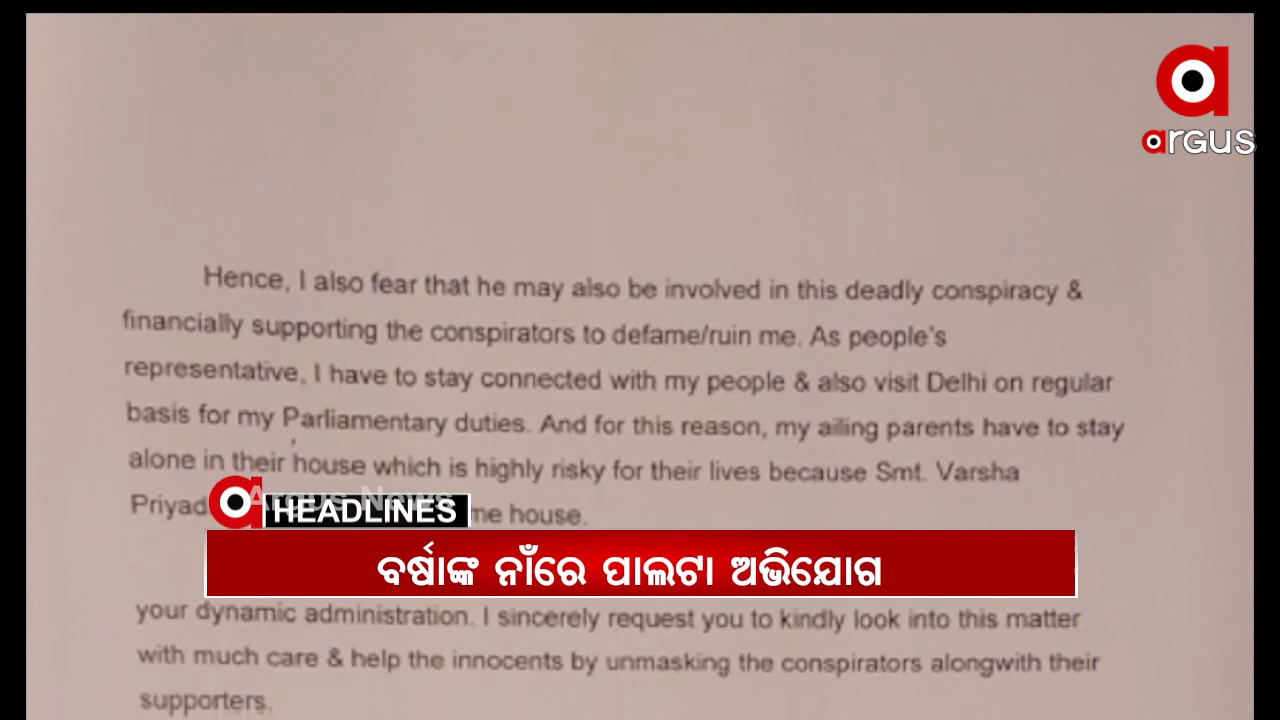 argus
Hence, I also fear that he may also be involved in this deadly conspiracy &
financially supporting the conspirators to defame/ruin me. As people's
representative, I have to stay connected with my people & also visit Delhi on regular
basis for my Parliamentary duties. And for this reason, my ailing parents have to stay
alone in their house which is highly risky for their lives because Smt. Varsha
me house.
Argus News
HEADLINES
ବର୍ଷାଙ୍କ ନାଁରେ ପାଲଟା ଅଭିଯୋଗ
your dynamic administration. I sincerely request you to kindly look into this matter
with much care & help the innocents by unmasking the conspirators alongwith their
supporters.